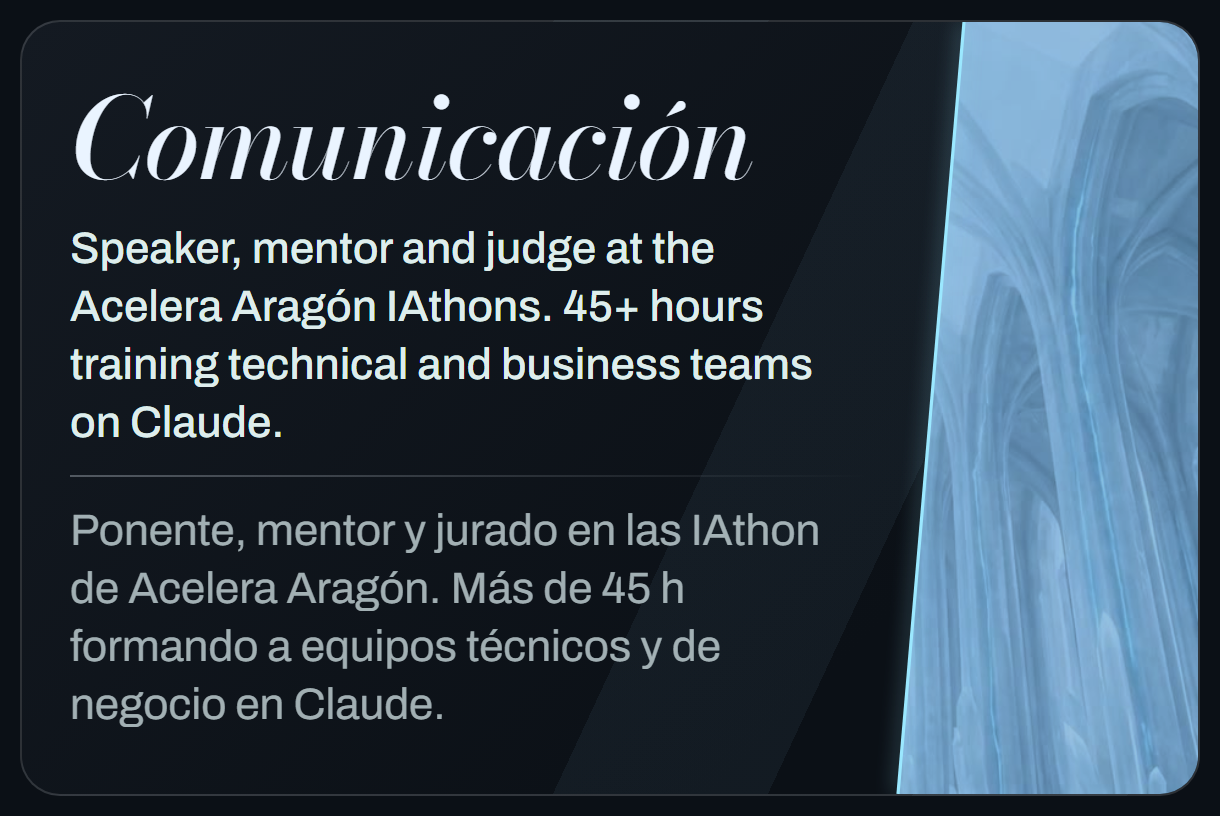 Comunicación
Speaker, mentor and judge at the
Acelera Aragón IAthons. 45+ hours
training technical and business teams
on Claude.
Ponente, mentor y jurado en las IAthon
de Acelera Aragón. Más de 45 h
formando a equipos técnicos y de
negocio en Claude.